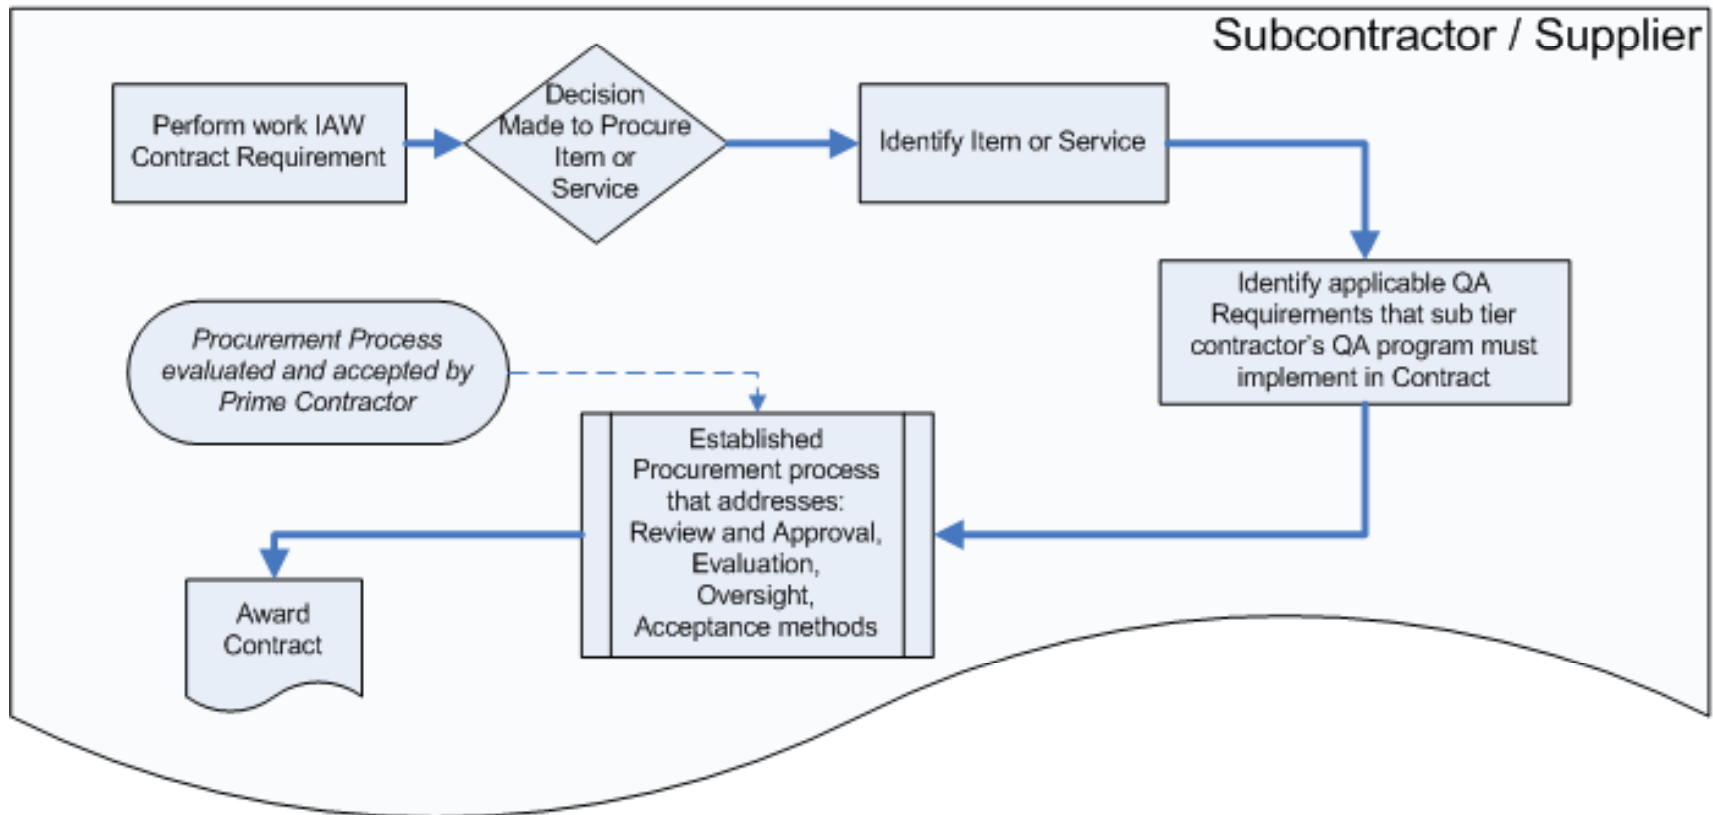 Subcontractor / Supplier
Perform work IAW
Contract Requirement
Decision
Made to Procure
Item or
Service
Identify Item or Service
Identify applicable QA
Requirements that sub tier
contractor's QA program must
implement in Contract
Procurement Process
evaluated and accepted by
Prime Contractor
Established
Procurement process
that addresses:
Review and Approval,
Evaluation,
Oversight,
Acceptance methods
Award
Contract